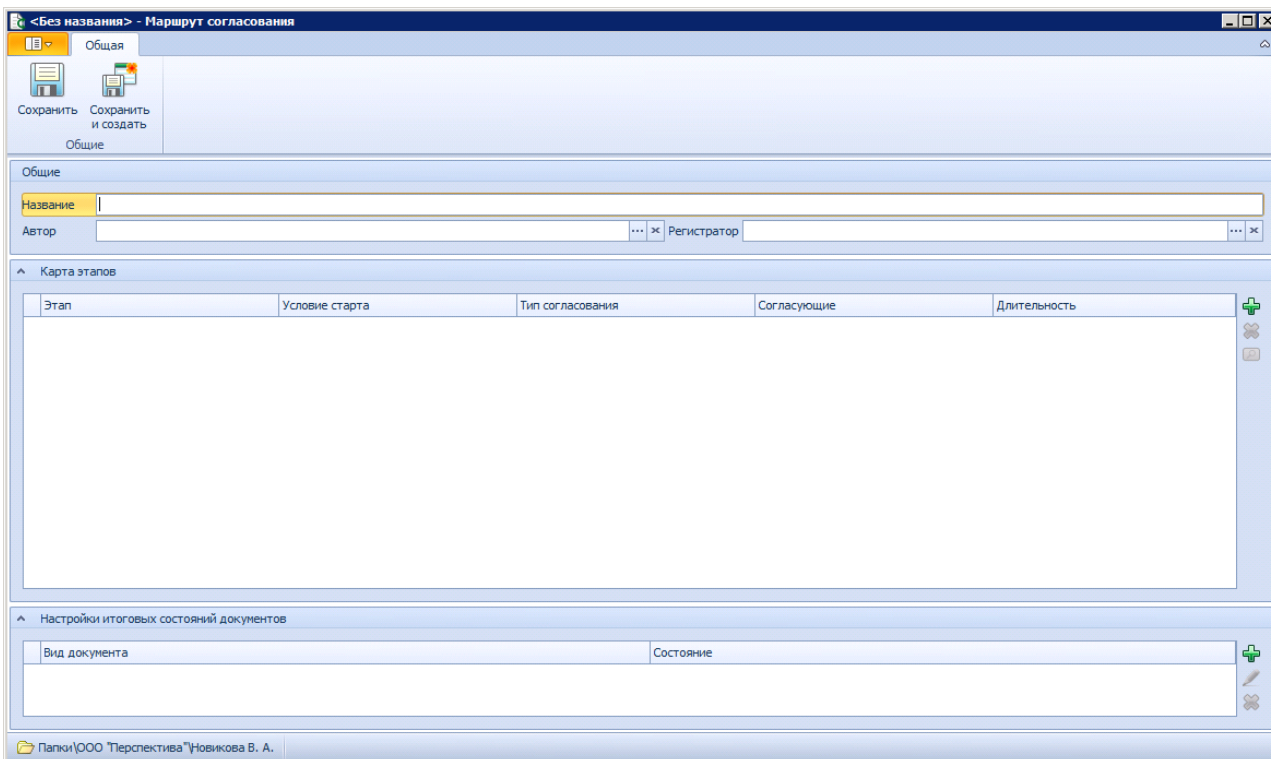 <Без названия> - Маршрут согласования
Общая
Сохранить Сохранить и создать
Общие
Общие
Название
Автор Регистратор
Карта этапов
Этап Условие старта Тип согласования Согласующие Длительность
Настройки итоговых состояний документов
Вид документа Состояние
Папки\ООО "Перспектива"\Новикова В. А.